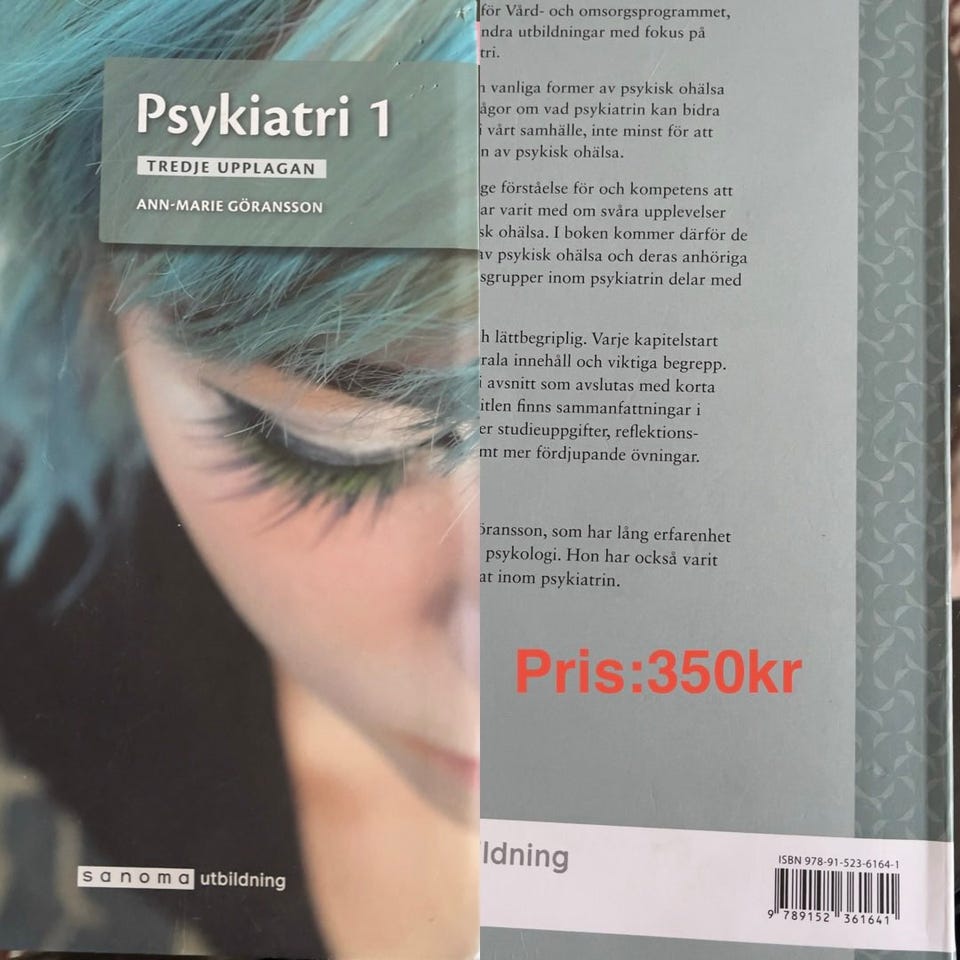 Psykiatri 1
TREDJE UPPLAGAN
ANN-MARIE GÖRANSSON
sanoma utbildning
för Vård- och omsorgsprogrammet,
ndra utbildningar med fokus på
tri.
vanliga former av psykisk ohälsa
ågor om vad psykiatrin kan bidra
i vårt samhälle, inte minst för att
n av psykisk ohälsa.
ge förståelse för och kompetens att
ar varit med om svåra upplevelser
sk ohälsa. I boken kommer därför de
av psykisk ohälsa och deras anhöriga
sgrupper inom psykiatrin delar med
h lättbegriplig. Varje kapitelstart
rala innehåll och viktiga begrepp.
i avsnitt som avslutas med korta
itlen finns sammanfattningar i
er studieuppgifter, reflektions-
mt mer fördjupande övningar.
öransson, som har lång erfarenhet
psykologi. Hon har också varit
at inom psykiatrin.
Pris:350kr
ldning
ISBN 978-91-523-6164-1
9 789152 361641